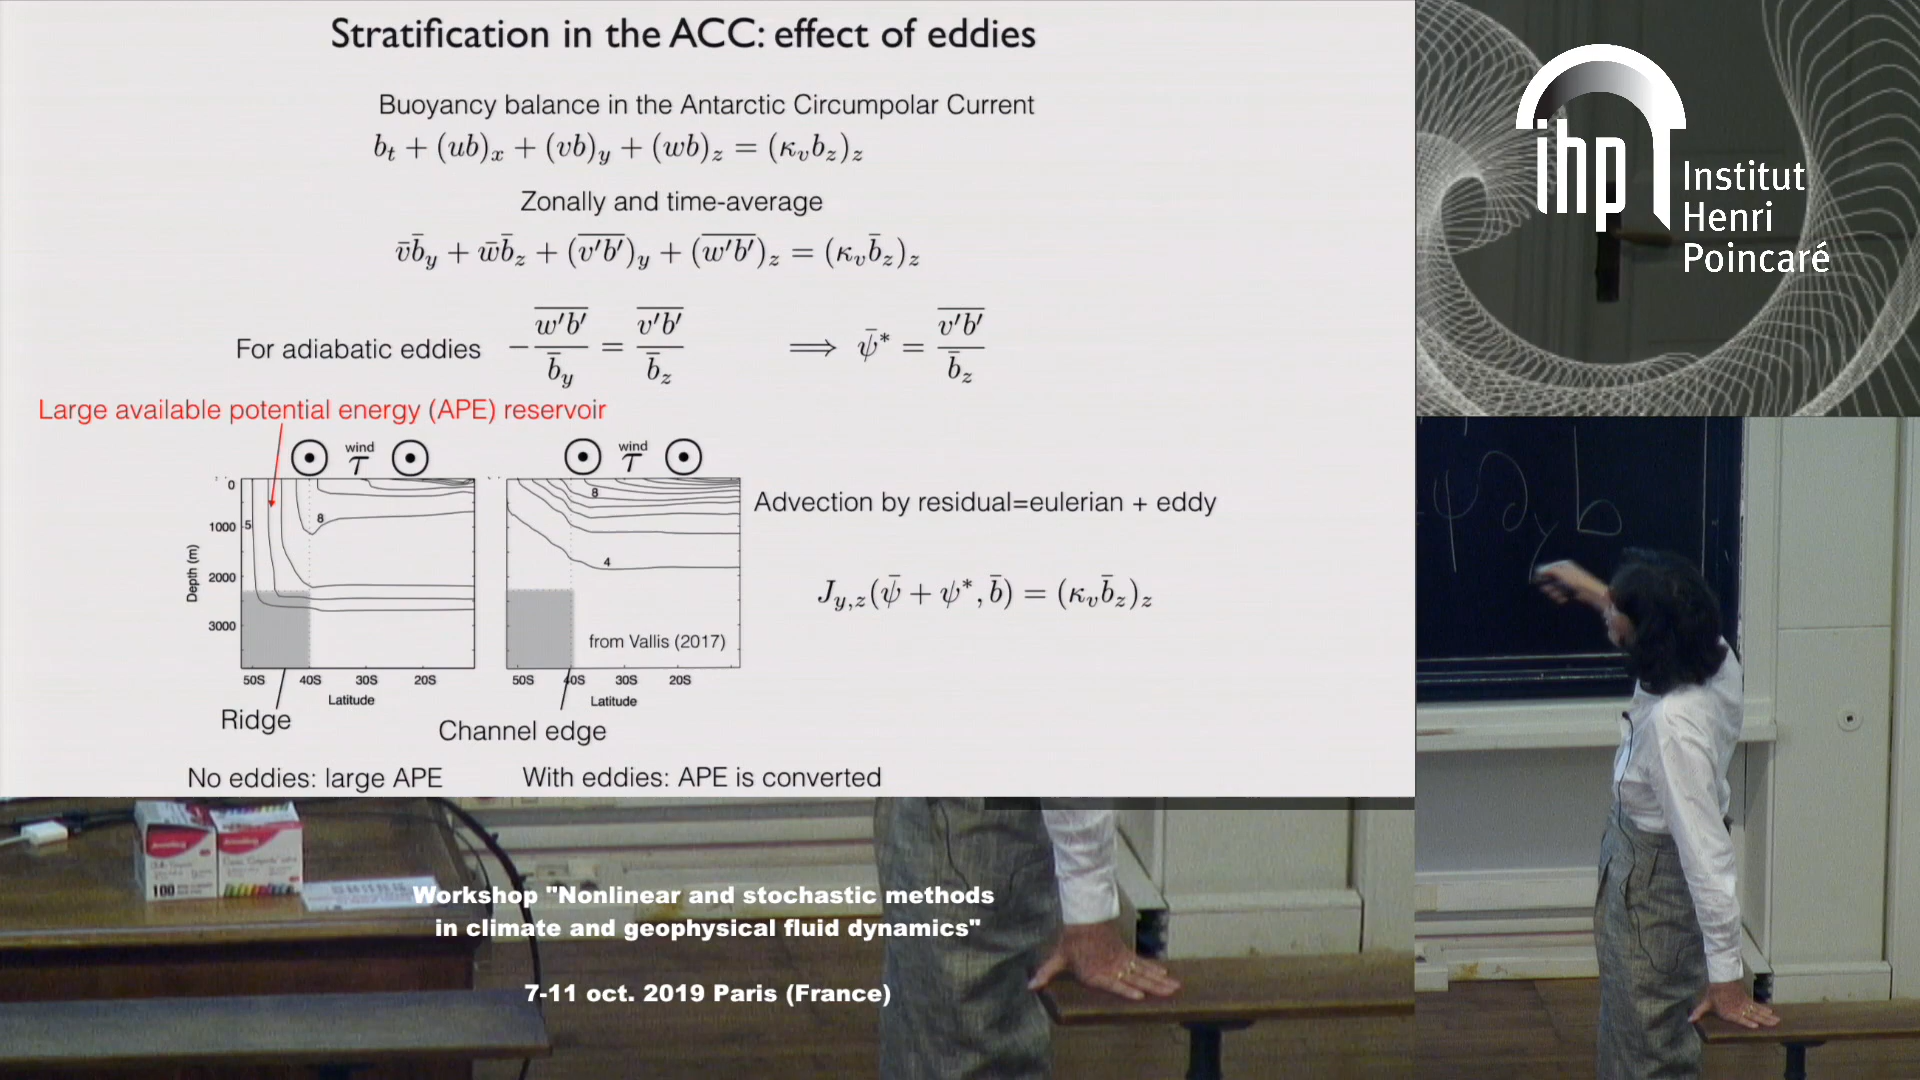 Stratification in the ACC: effect of eddies
Buoyancy balance in the Antarctic Circumpolar Current
b_t + (ub)_x + (vb)_y + (wb)_z = (κ_v b_z)_z
Zonally and time-average
v̄b̄_y + w̄b̄_z + (\overline{v'b'})_y + (\overline{w'b'})_z = (κ_v b̄_z)_z
For adiabatic eddies −\overline{w'b'}/b̄_y = \overline{v'b'}/b̄_z ⟹ ψ̄* = \overline{v'b'}/b̄_z
Large available potential energy (APE) reservoir
wind
τ
wind
τ
0
1000
2000
3000
Depth (m)
5
8
50S 40S 30S 20S
Latitude
8
4
from Vallis (2017)
50S 40S 30S 20S
Latitude
Ridge
Channel edge
No eddies: large APE
With eddies: APE is converted
Advection by residual=eulerian + eddy
J_{y,z}(ψ̄ + ψ*, b̄) = (κ_v b̄_z)_z
ihp
Institut
Henri
Poincaré
ψ∂_y b
100
Workshop "Nonlinear and stochastic methods
in climate and geophysical fluid dynamics"
7-11 oct. 2019 Paris (France)